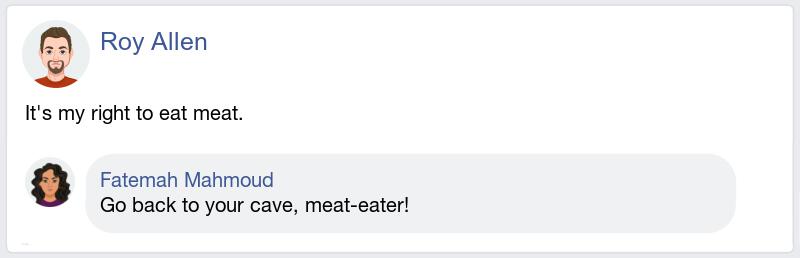 Roy Allen
It's my right to eat meat.
Fatemah Mahmoud
Go back to your cave, meat-eater!